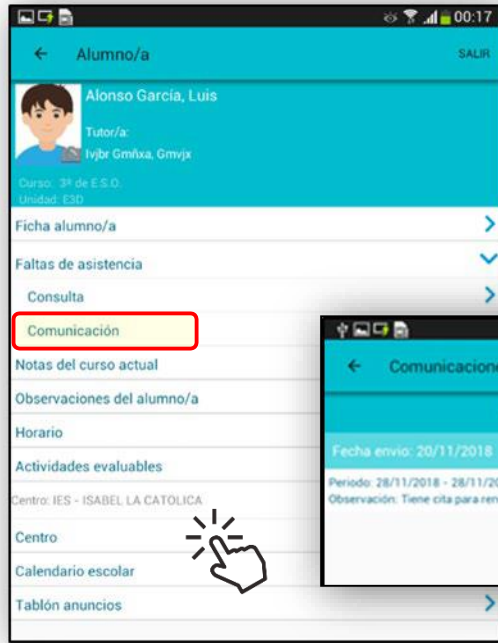 00:17
Alumno/a
SALIR
Alonso García, Luis
Tutor/a:
Ivjbr Gmñxa, Gmvjx
Curso: 3º de E.S.O.
Unidad: E3D
Ficha alumno/a
Faltas de asistencia
Consulta
Comunicación
Notas del curso actual
Observaciones del alumno/a
Horario
Actividades evaluables
Centro: IES - ISABEL LA CATOLICA
Centro
Calendario escolar
Tablón anuncios
Comunicacione
Fecha envio: 20/11/2018
Periodo: 28/11/2018 - 28/11/20
Observación: Tiene cita para ren